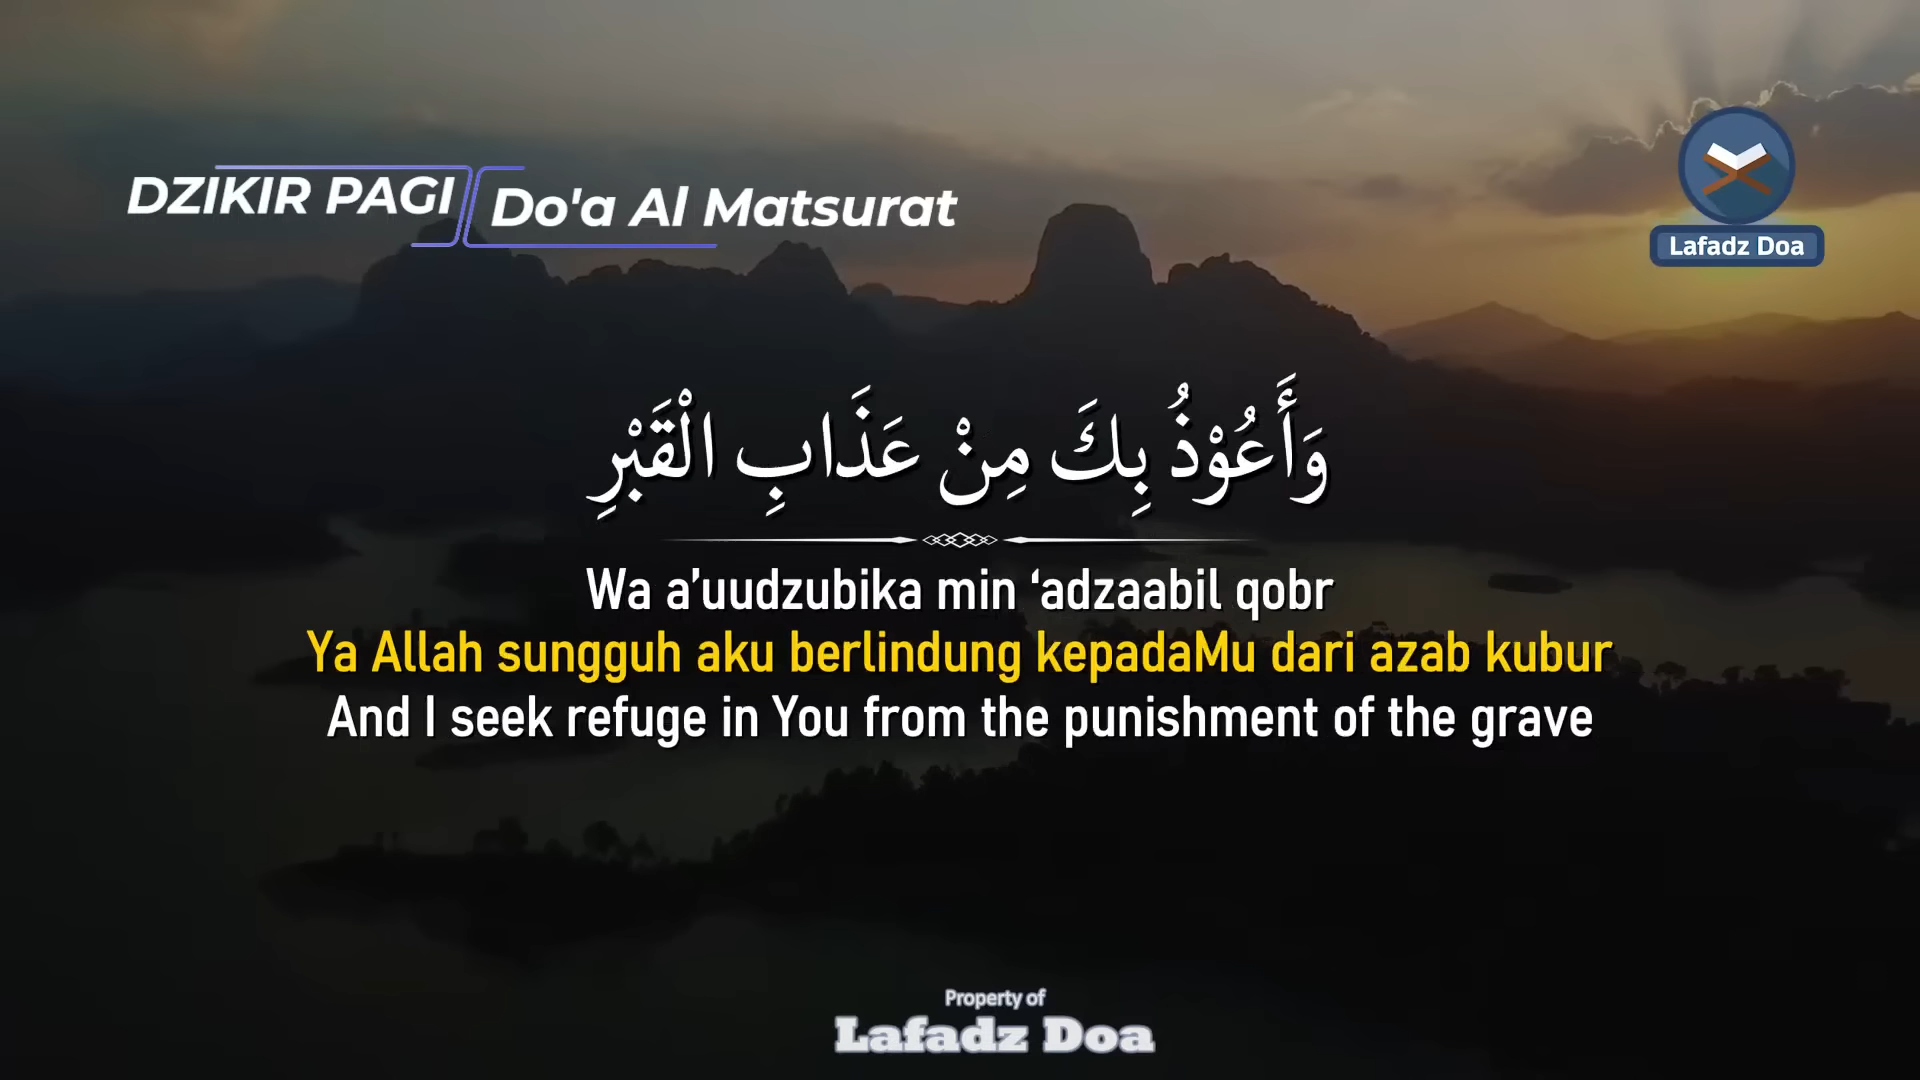 DZIKIR PAGI
Do'a Al Matsurat
Lafadz Doa
وَأَعُوْذُ بِكَ مِنْ عَذَابِ الْقَبْرِ
Wa a’uudzubika min ‘adzaabil qobr
Ya Allah sungguh aku berlindung kepadaMu dari azab kubur
And I seek refuge in You from the punishment of the grave
Property of
Lafadz Doa